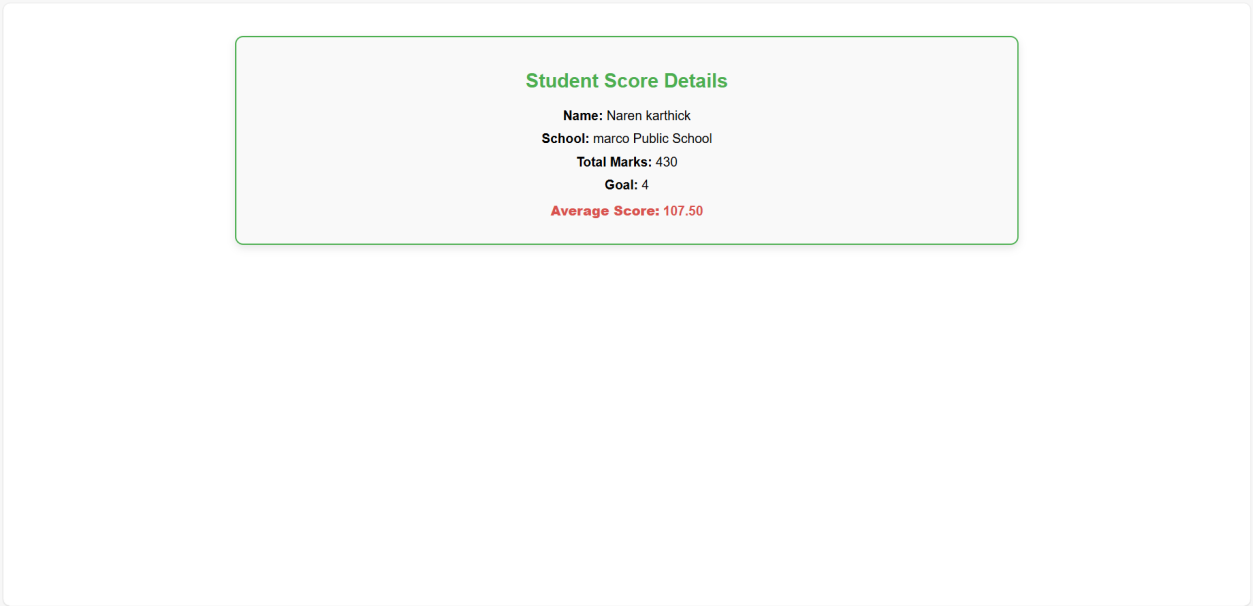 Student Score Details
Name: Naren karthick
School: marco Public School
Total Marks: 430
Goal: 4
Average Score: 107.50